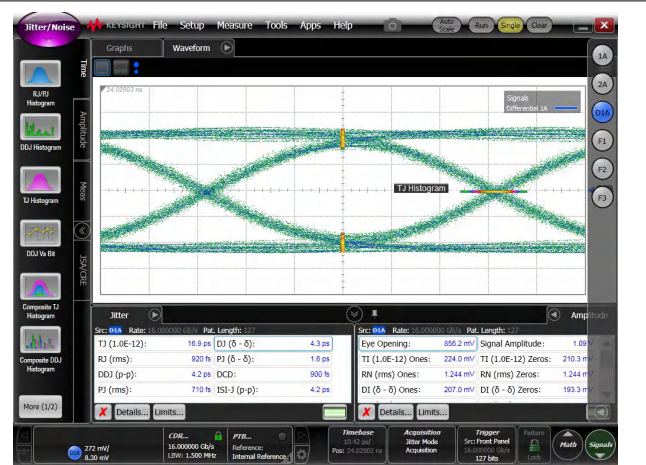 Jitter/Noise
KEYSIGHT File Setup Measure Tools Apps Help
Auto Scale Run Single Clear
Graphs Waveform
Time
Amplitude
Meas
JSA/CRE
RJ/PJ
Histogram
DDJ Histogram
TJ Histogram
DDJ Vs Bit
Composite TJ
Histogram
Composite DDJ
Histogram
More (1/2)
24.02903 ns
Signals
Differential 1A
TJ Histogram
1A
2A
D1A
F1
F2
F3
Jitter
Src: D1A Rate: 16.000000 Gb/s Pat. Length: 127
TJ (1.0E-12): 16.9 ps DJ (δ - δ): 4.3 ps
RJ (rms): 920 fs PJ (δ - δ): 1.6 ps
DDJ (p-p): 4.2 ps DCD: 900 fs
PJ (rms): 710 fs ISI-J (p-p): 4.2 ps
Details... Limits...
Amplitude
Src: D1A Rate: 16.000000 Gb/s Pat. Length: 127
Eye Opening: 856.2 mV Signal Amplitude: 1.09 V
TI (1.0E-12) Ones: 224.0 mV TI (1.0E-12) Zeros: 210.3 mV
RN (rms) Ones: 1.244 mV RN (rms) Zeros: 1.244 m
DI (δ - δ) Ones: 207.0 mV DI (δ - δ) Zeros: 193.3 m
Details... Limits...
D1A
272 mV/
8.30 mV
CDR...
16.000000 Gb/s
LBW: 1.500 MHz
PTB...
Reference:
Internal Reference
Timebase
10.42 ps/
Pos: 24.02903 ns
Acquisition
Jitter Mode
Acquisition
Trigger
Src: Front Panel
16.000000 Gb/s
127 bits
Pattern
Lock
Math
Signals